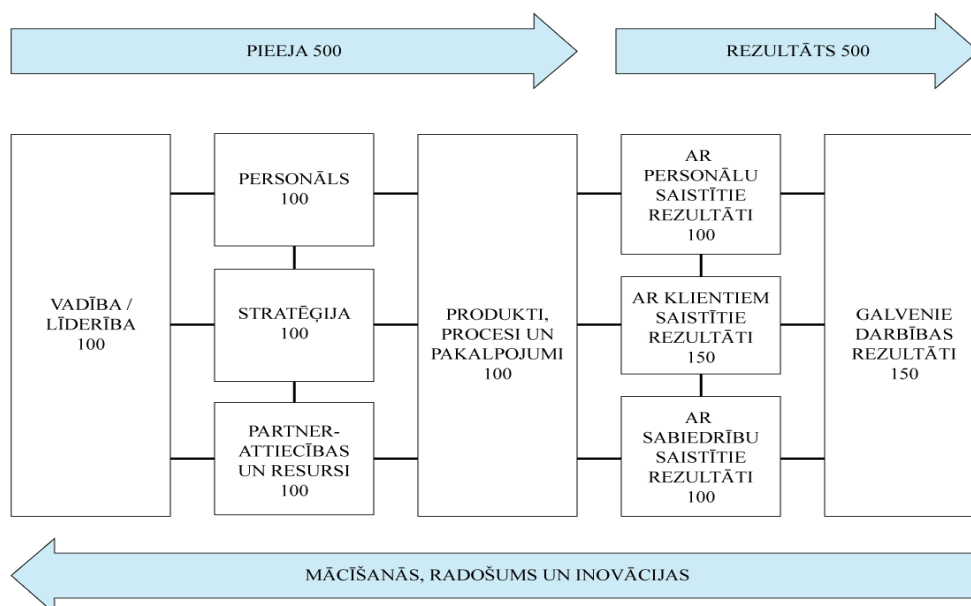 PIEEJA 500
REZULTĀTS 500
VADĪBA /
LĪDERĪBA
100
PERSONĀLS
100
STRATĒĢIJA
100
PARTNER-
ATTIECĪBAS
UN RESURSI
100
PRODUKTI,
PROCESI UN
PAKALPOJUMI
100
AR
PERSONĀLU
SAISTĪTIE
REZULTĀTI
100
AR KLIENTIEM
SAISTĪTIE
REZULTĀTI
150
AR
SABIEDRĪBU
SAISTĪTIE
REZULTĀTI
100
GALVENIE
DARBĪBAS
REZULTĀTI
150
MĀCĪŠANĀS, RADOŠUMS UN INOVĀCIJAS